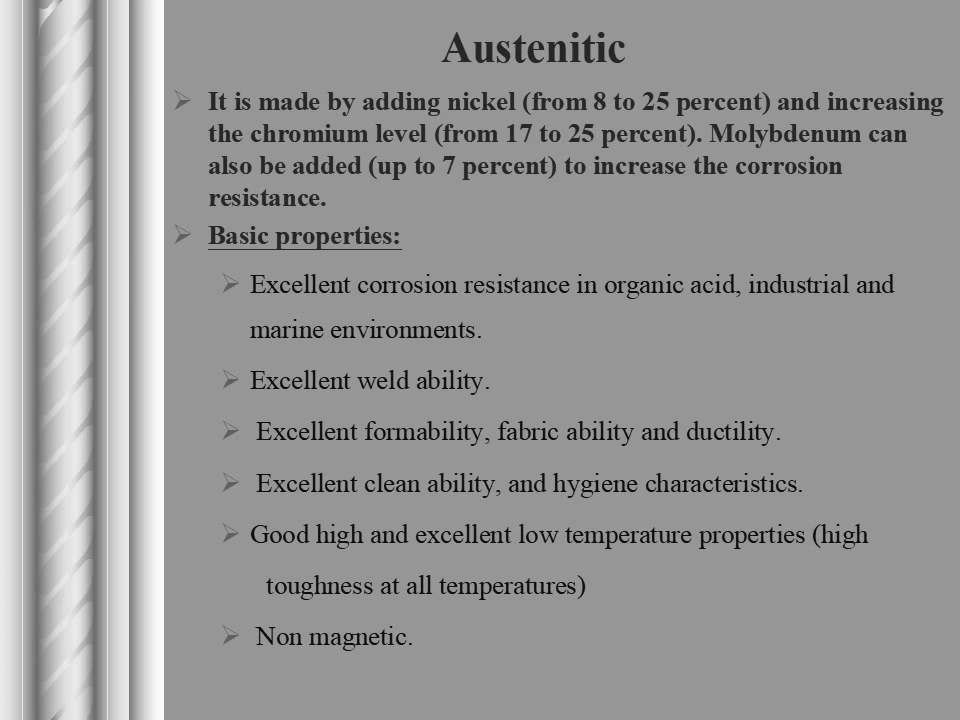 Austenitic
It is made by adding nickel (from 8 to 25 percent) and increasing
the chromium level (from 17 to 25 percent). Molybdenum can
also be added (up to 7 percent) to increase the corrosion
resistance.
Basic properties:
Excellent corrosion resistance in organic acid, industrial and
marine environments.
Excellent weld ability.
Excellent formability, fabric ability and ductility.
Excellent clean ability, and hygiene characteristics.
Good high and excellent low temperature properties (high
toughness at all temperatures)
Non magnetic.